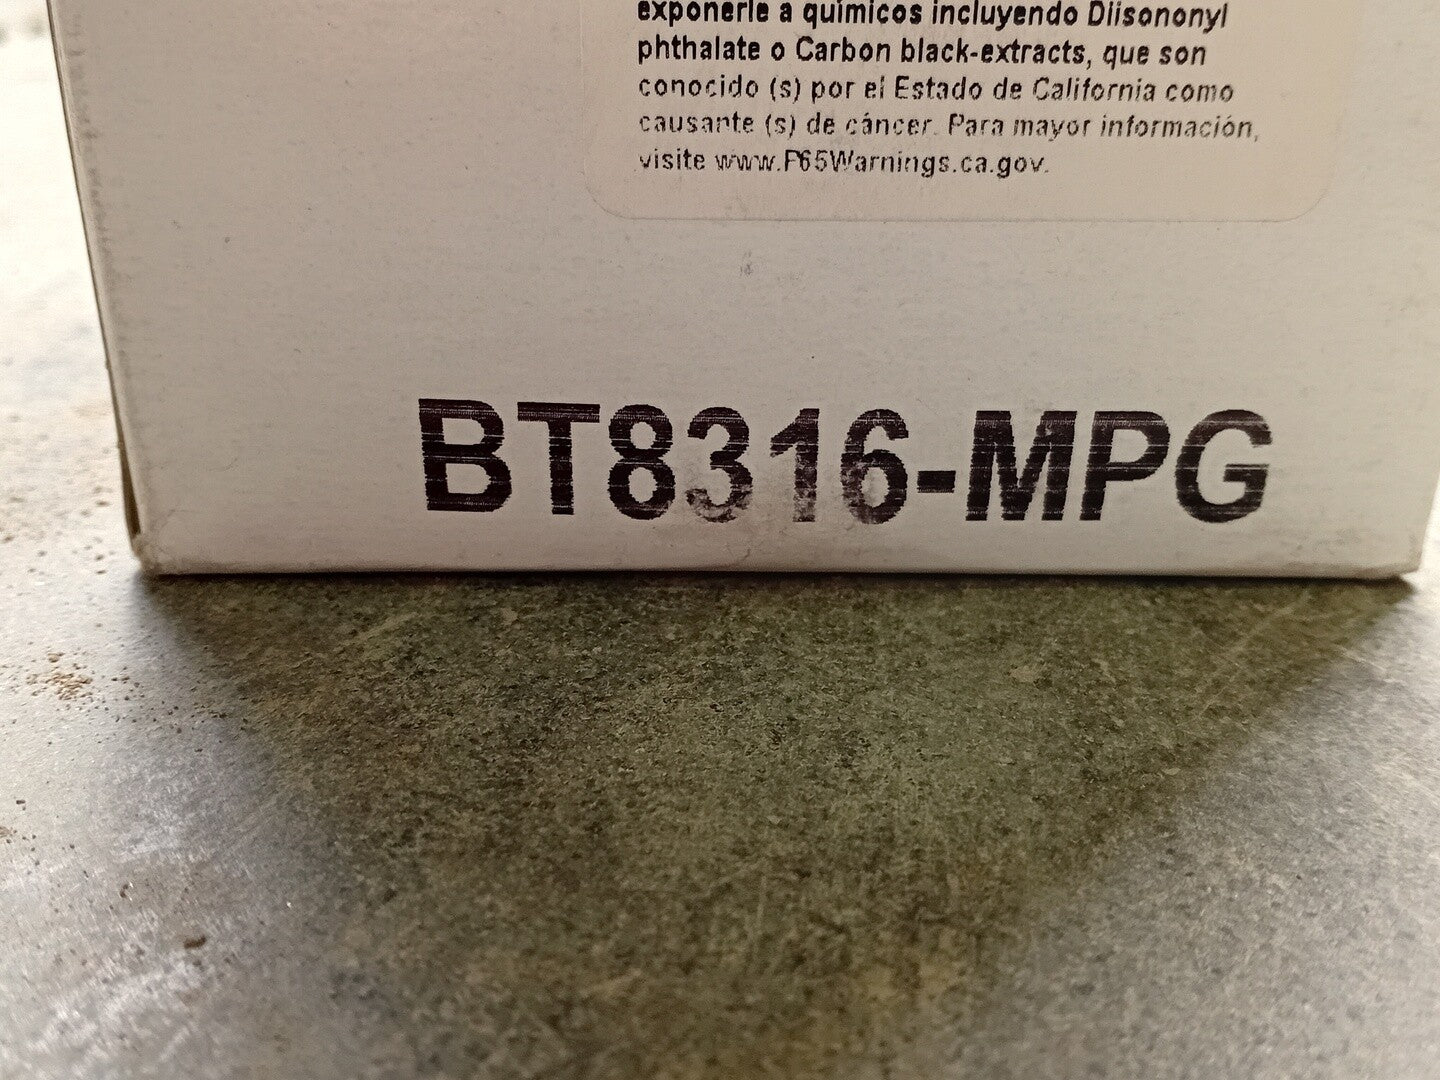 exponerle a químicos incluyendo Diisononyl
phthalate o Carbon black-extracts, que son
conocido (s) por el Estado de California como
causante (s) de cáncer. Para mayor información,
visite www.P65Warnings.ca.gov.
BT8316-MPG